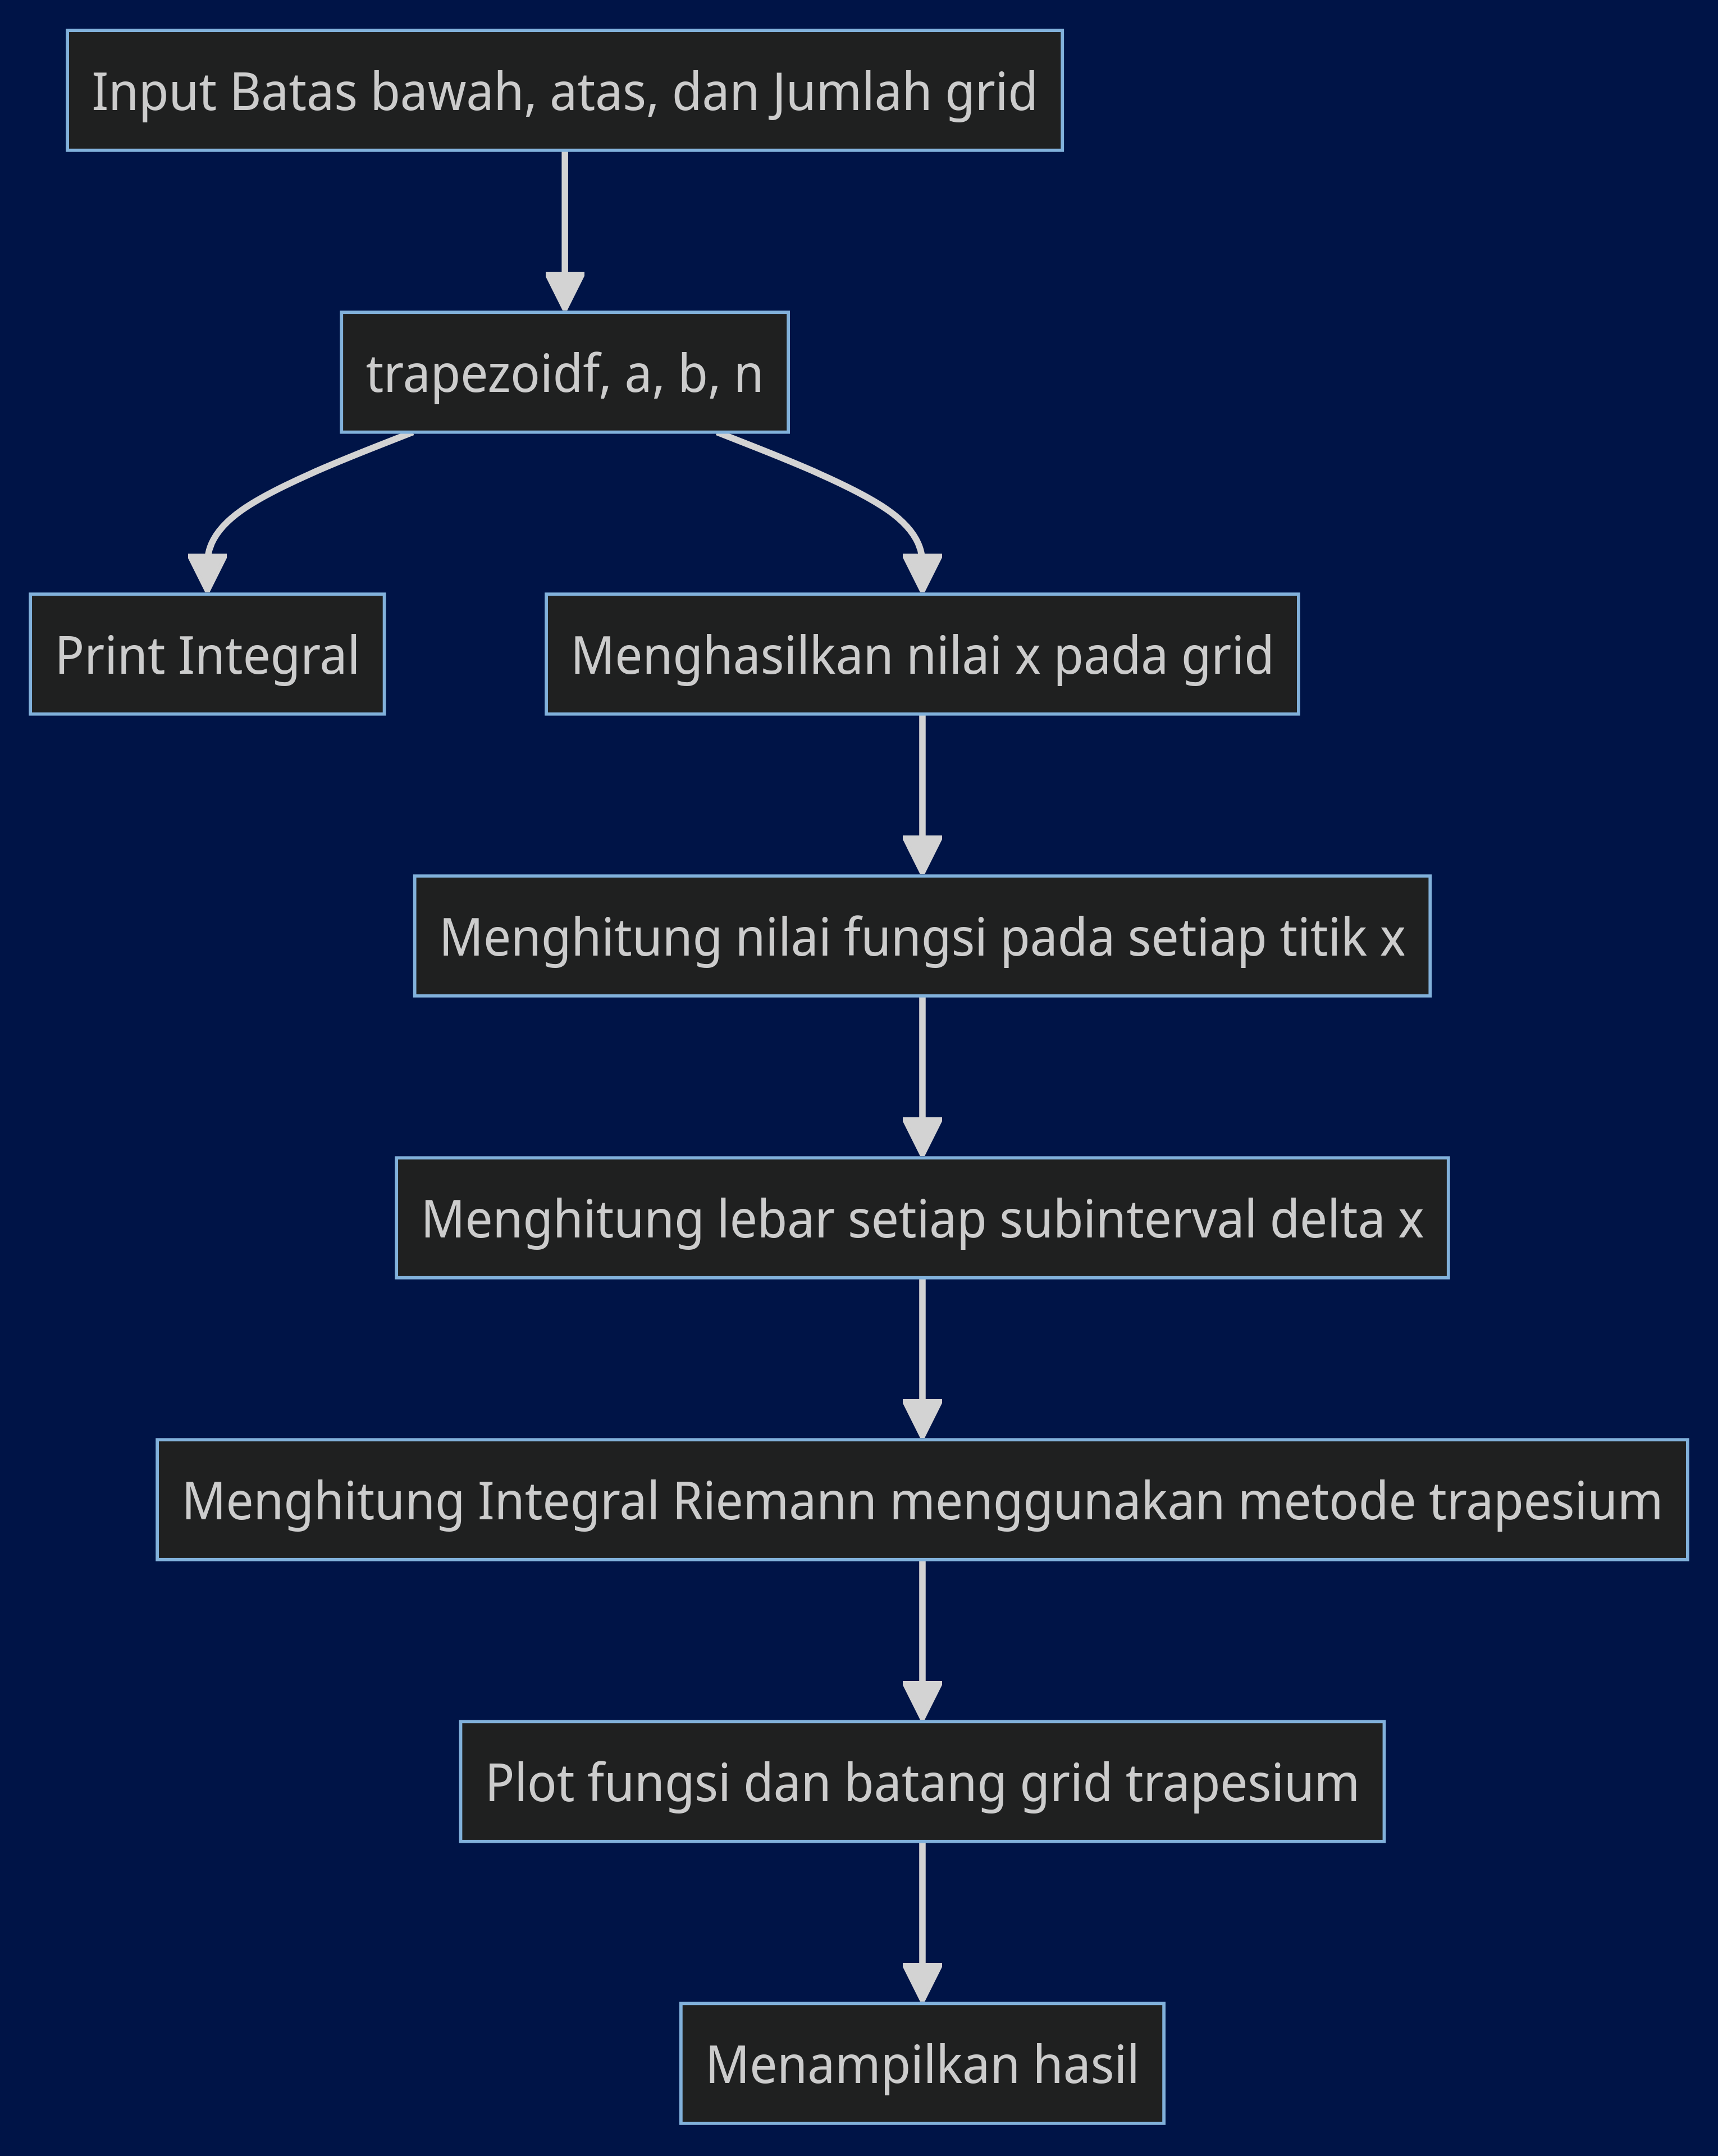 Input Batas bawah, atas, dan Jumlah grid
trapezoidf, a, b, n
Print Integral
Menghasilkan nilai x pada grid
Menghitung nilai fungsi pada setiap titik x
Menghitung lebar setiap subinterval delta x
Menghitung Integral Riemann menggunakan metode trapesium
Plot fungsi dan batang grid trapesium
Menampilkan hasil